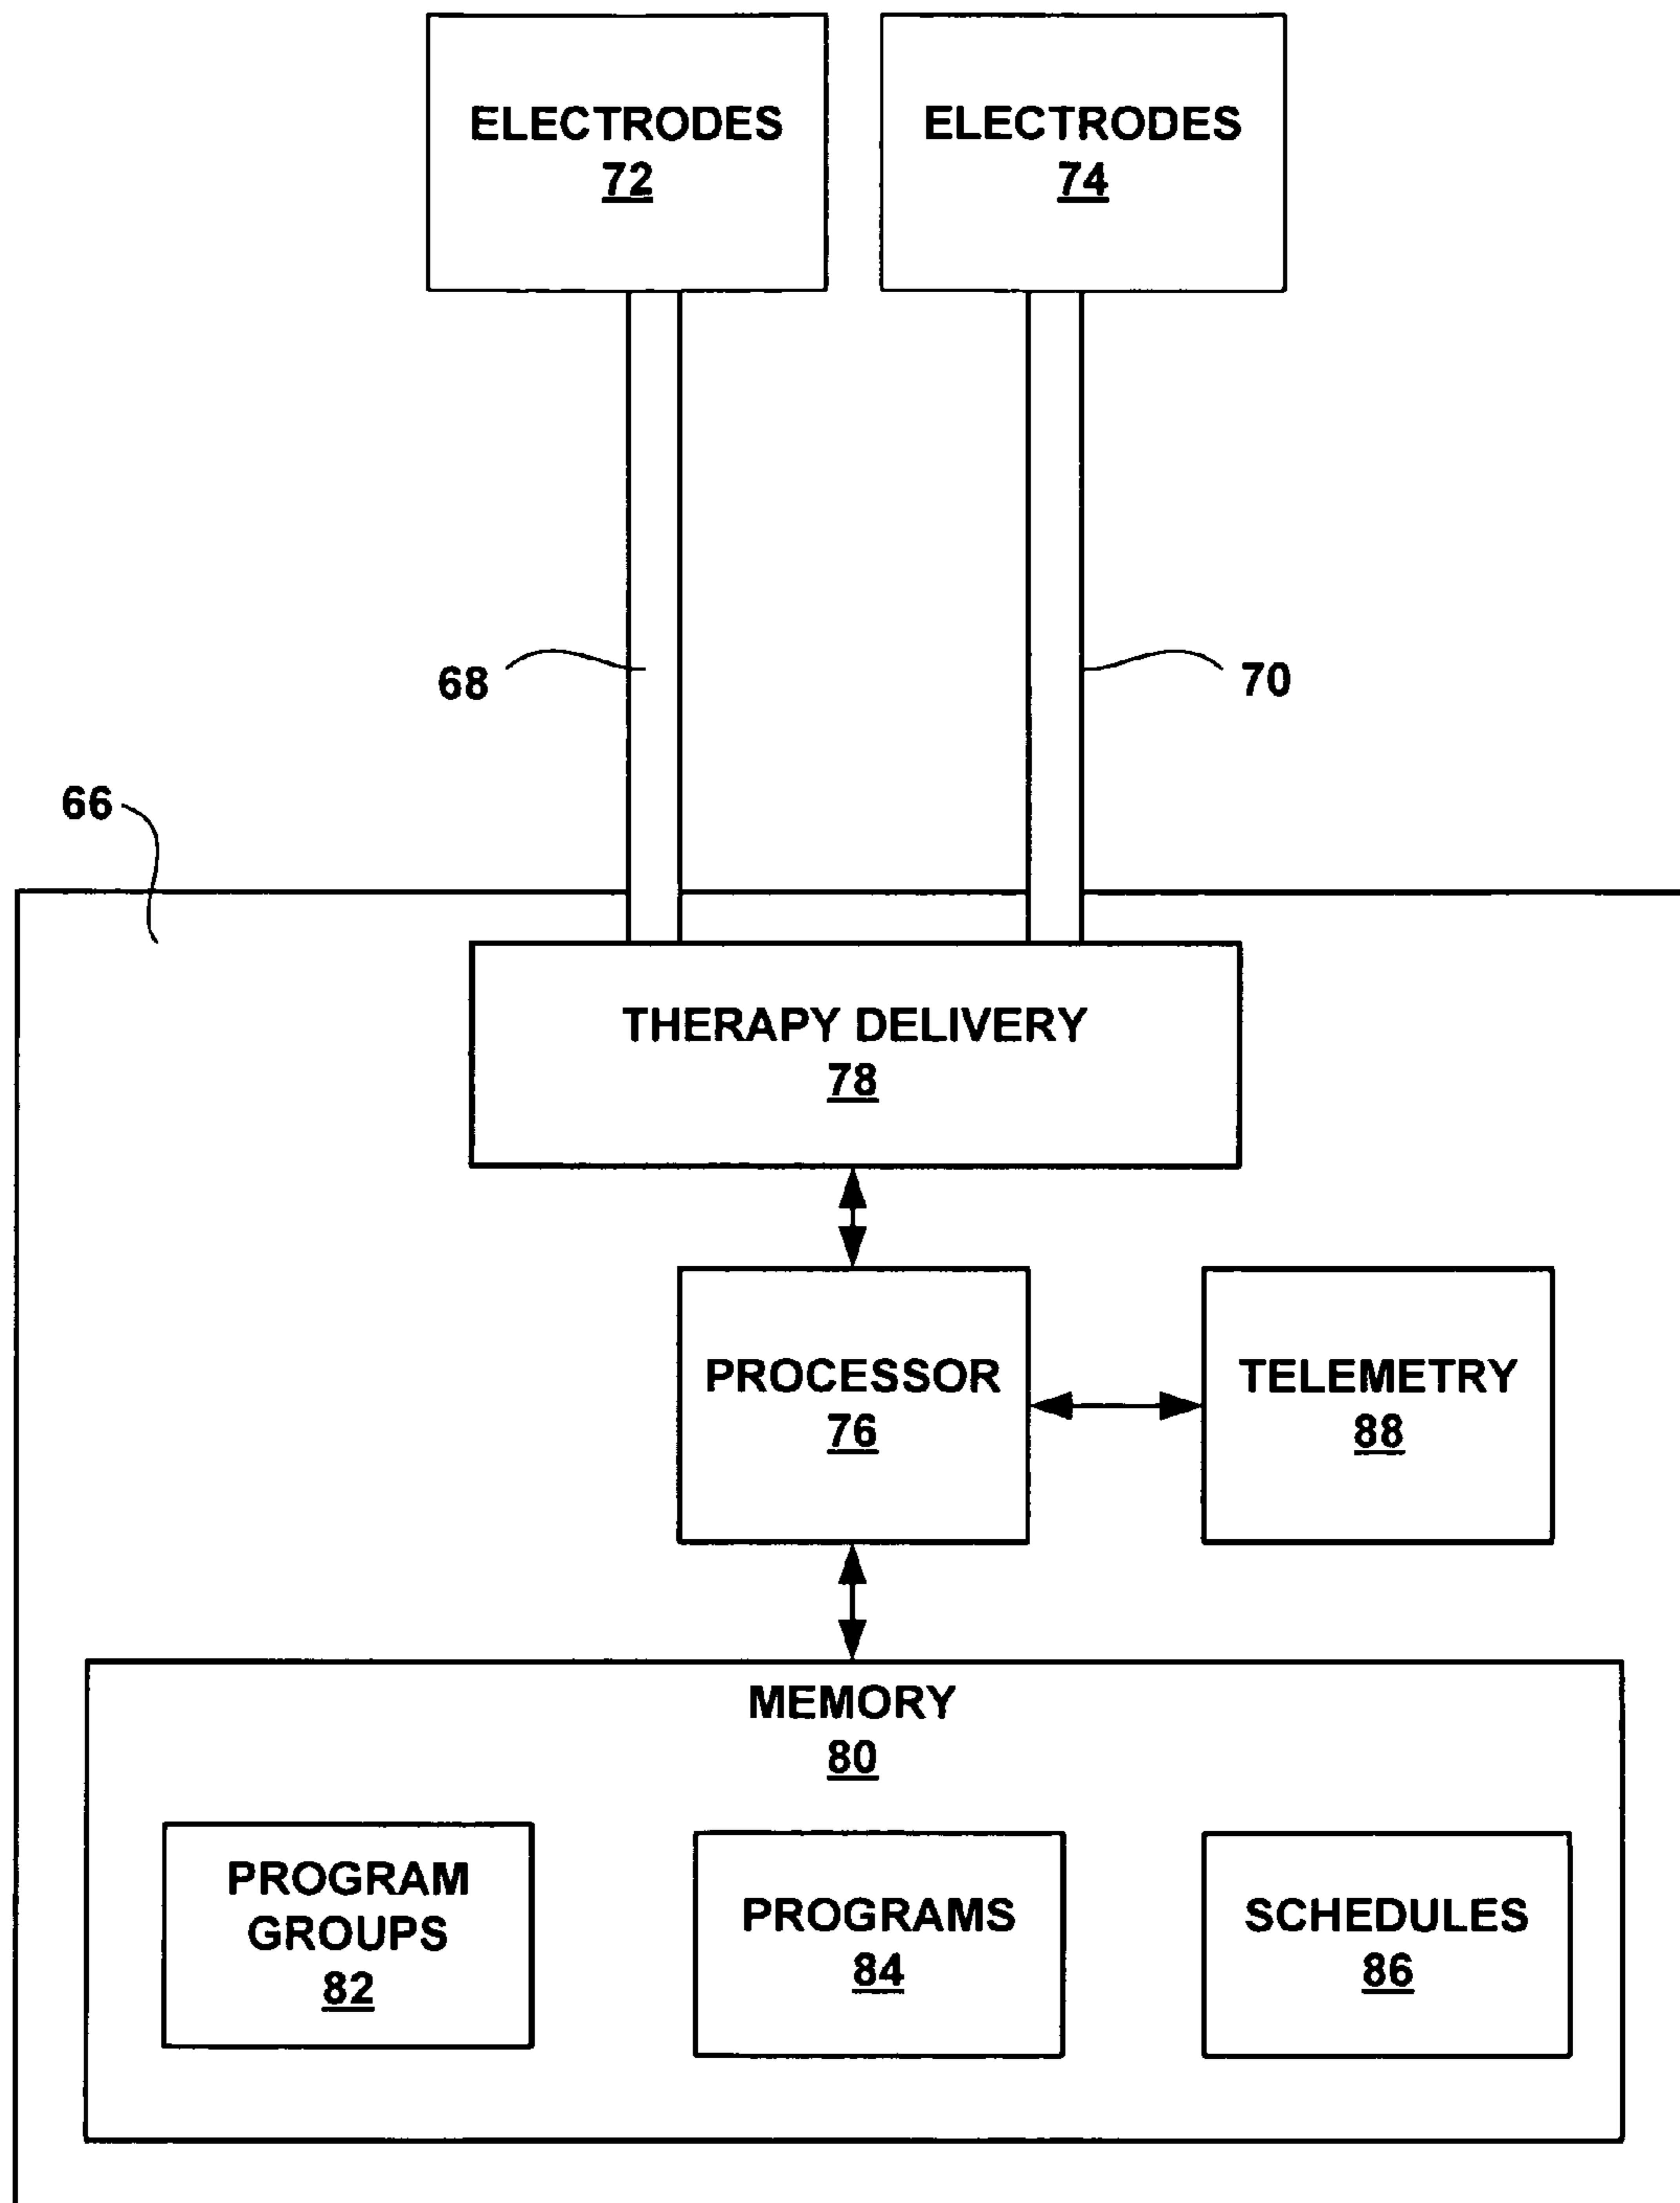 ELECTRODES
72
ELECTRODES
74
68
70
66
THERAPY DELIVERY
78
PROCESSOR
76
TELEMETRY
88
MEMORY
80
PROGRAM
GROUPS
82
PROGRAMS
84
SCHEDULES
86